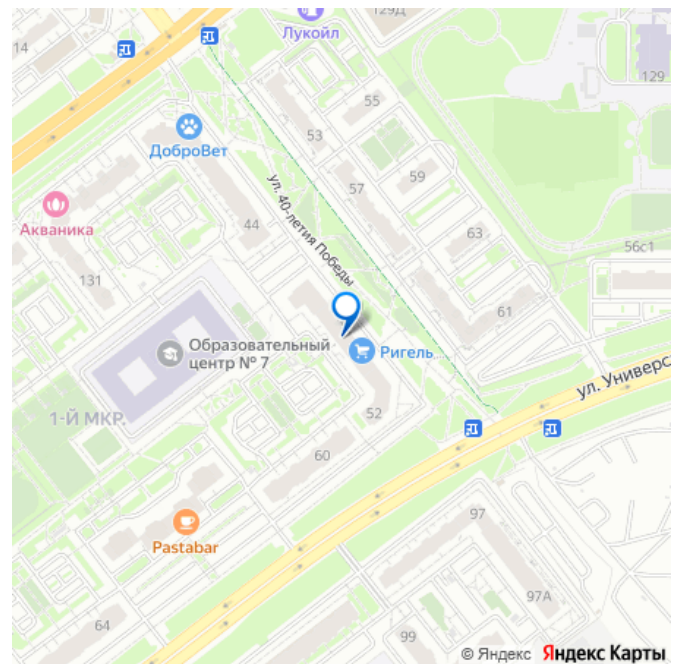 129Д
14
Лукойл
129
55
53
ДоброВет
59
57
ул. 40-летия Победы
Акваника
44
63
56с1
131
61
Образовательный
центр № 7
Ригель
ул. Универс
1-Й МКР.
52
60
97
Pastabar
97А
64
99
© Яндекс Яндекс Карты